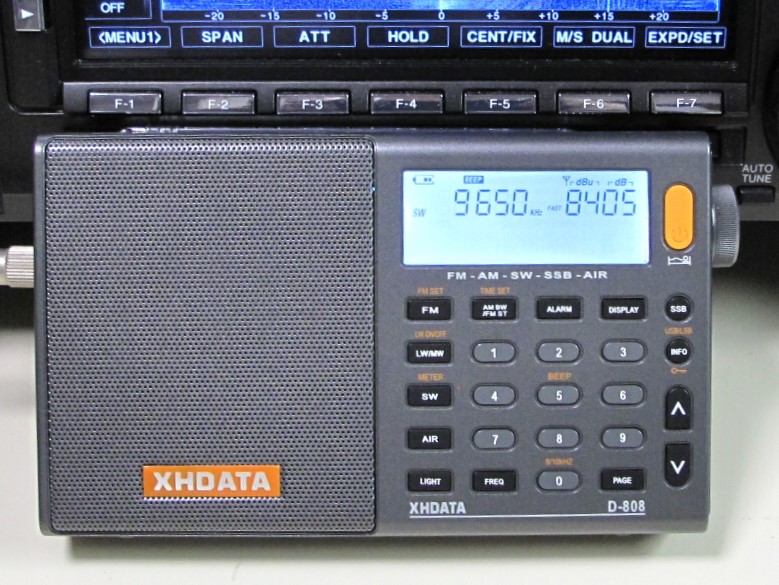 OFF
-20 -15 -10 -5 0 +5 +10 +15 +20
<MENU1> SPAN ATT HOLD CENT/FIX M/S DUAL EXPD/SET
F-1 F-2 F-3 F-4 F-5 F-6 F-7
AUTO
TUNE
BEEP dBu dB
SW 9650 KHz FAST 8405
FM - AM - SW - SSB - AIR
FM SET TIME SET
FM AM BW /FM ST ALARM DISPLAY SSB
LW ON/OFF USB/LSB
LW/MW 1 2 3 INFO
METER BEEP
SW 4 5 6
AIR 7 8 9
9/10kHZ
LIGHT FREQ 0 PAGE
XHDATA
XHDATA D-808